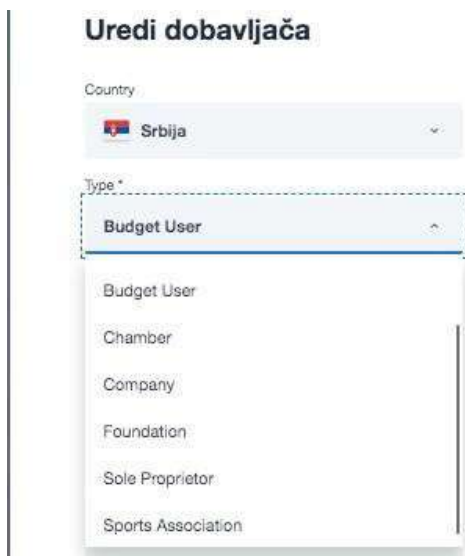 Uredi dobavljača
Country
Srbija
Type *
Budget User
Budget User
Chamber
Company
Foundation
Sole Proprietor
Sports Association